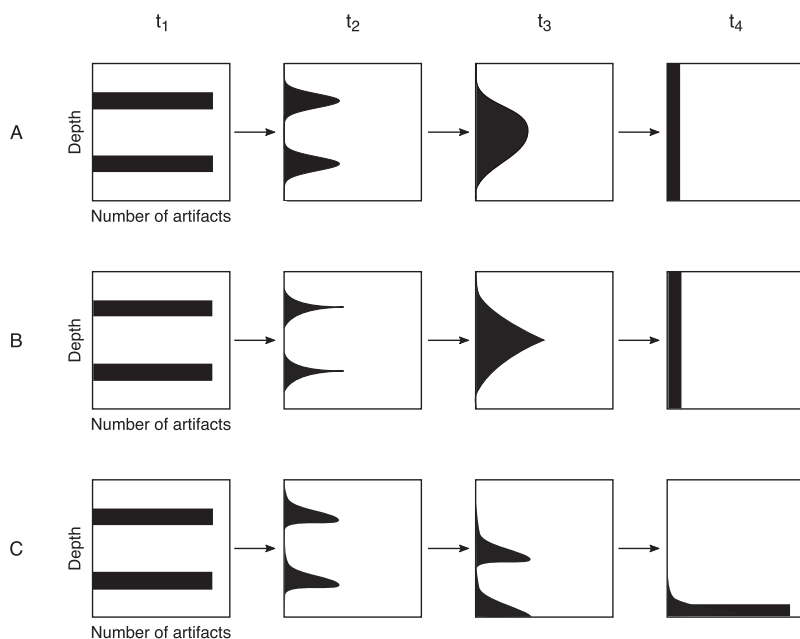 t1 t2 t3 t4
A
Depth
Number of artifacts
B
Depth
Number of artifacts
C
Depth
Number of artifacts